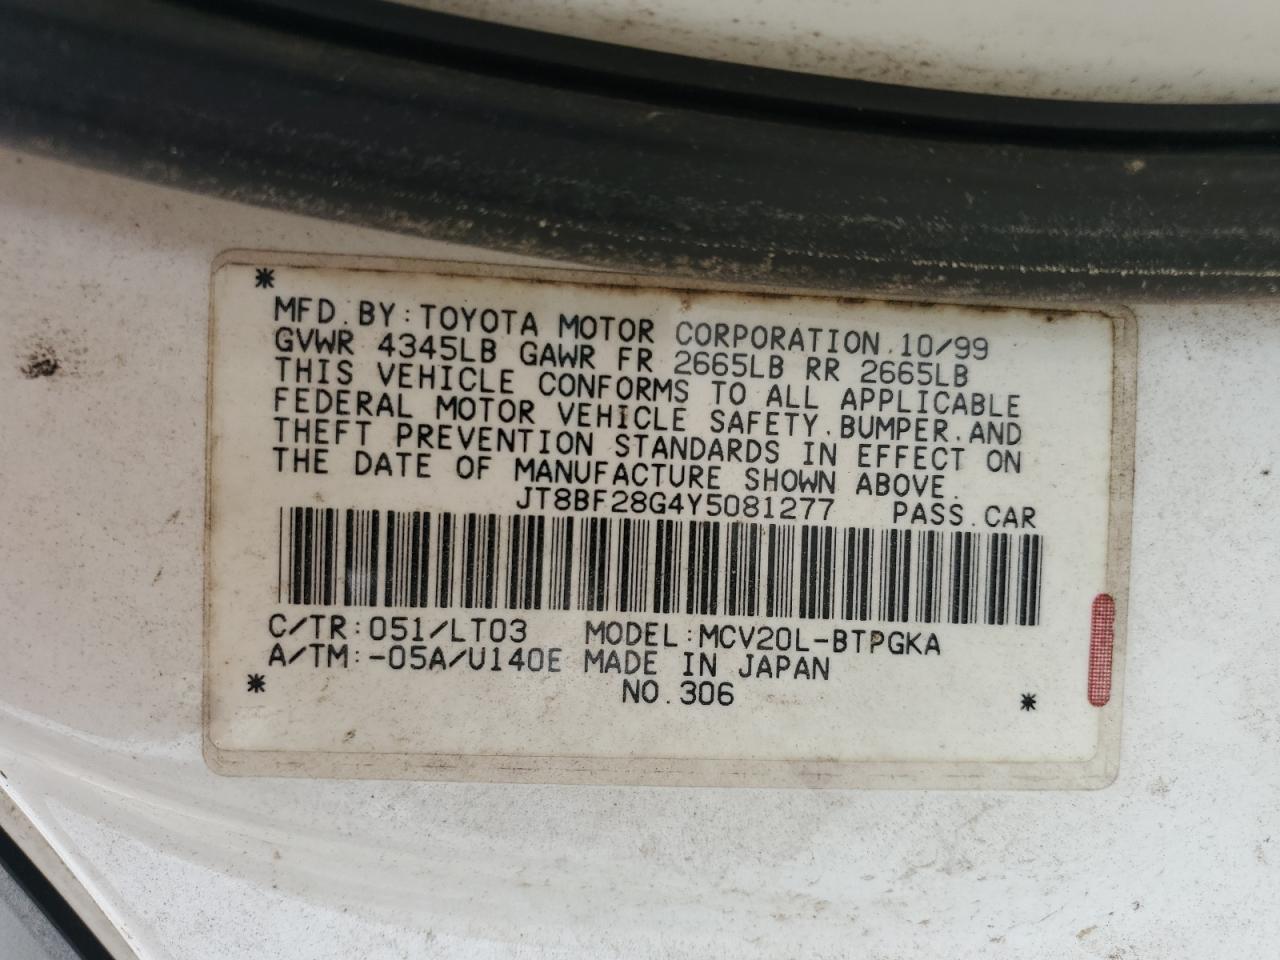 MFD.BY:TOYOTA MOTOR CORPORATION.10/99
GVWR 4345LB GAWR FR 2665LB RR 2665LB
THIS VEHICLE CONFORMS TO ALL APPLICABLE
FEDERAL MOTOR VEHICLE SAFETY.BUMPER.AND
THEFT PREVENTION STANDARDS IN EFFECT ON
THE DATE OF MANUFACTURE SHOWN ABOVE.
JT8BF28G4Y5081277 PASS.CAR
C/TR:051/LT03 MODEL:MCV20L-BTPGKA
A/TM:-05A/U140E MADE IN JAPAN
NO.306